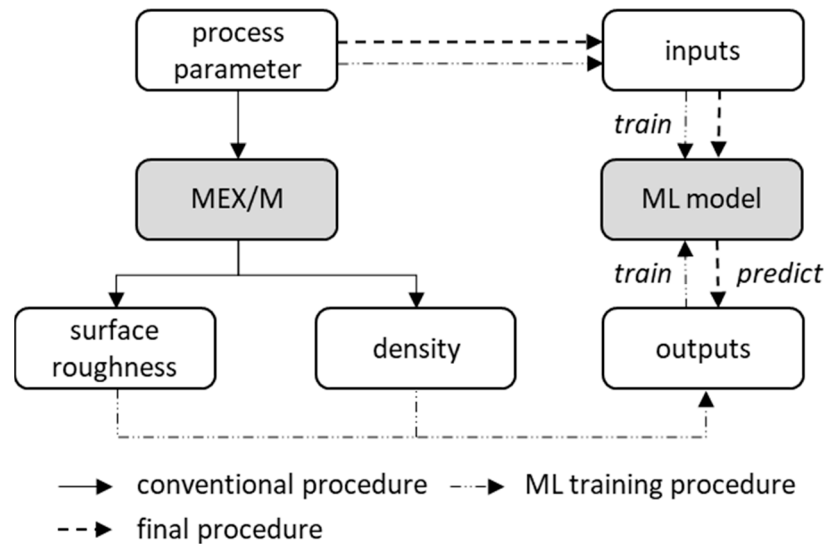 process
parameter
inputs
train
MEX/M
ML model
train
predict
surface
roughness
density
outputs
conventional procedure
ML training procedure
final procedure